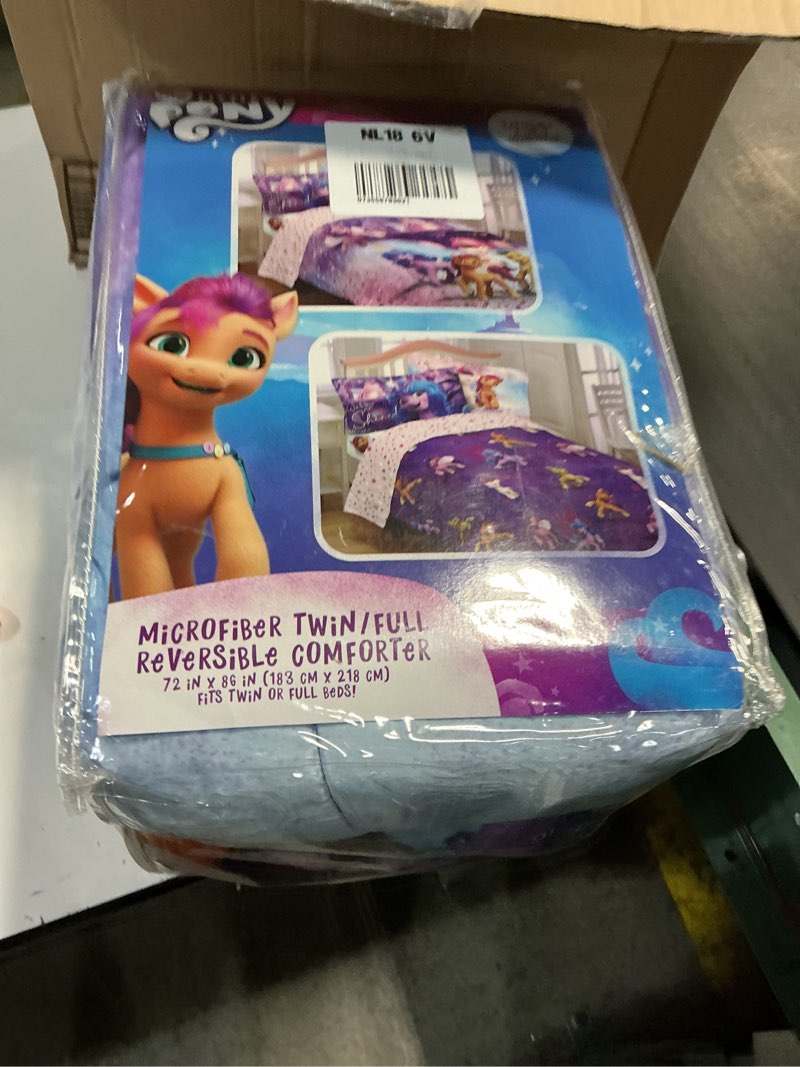 PONY
NL18 6V
MiCROFiBeR TWiN/FULL
ReVeRSiBLe COMFORTeR
72 iN X 86 iN (183 CM X 218 CM)
FiTS TWiN OR FULL BeDS!